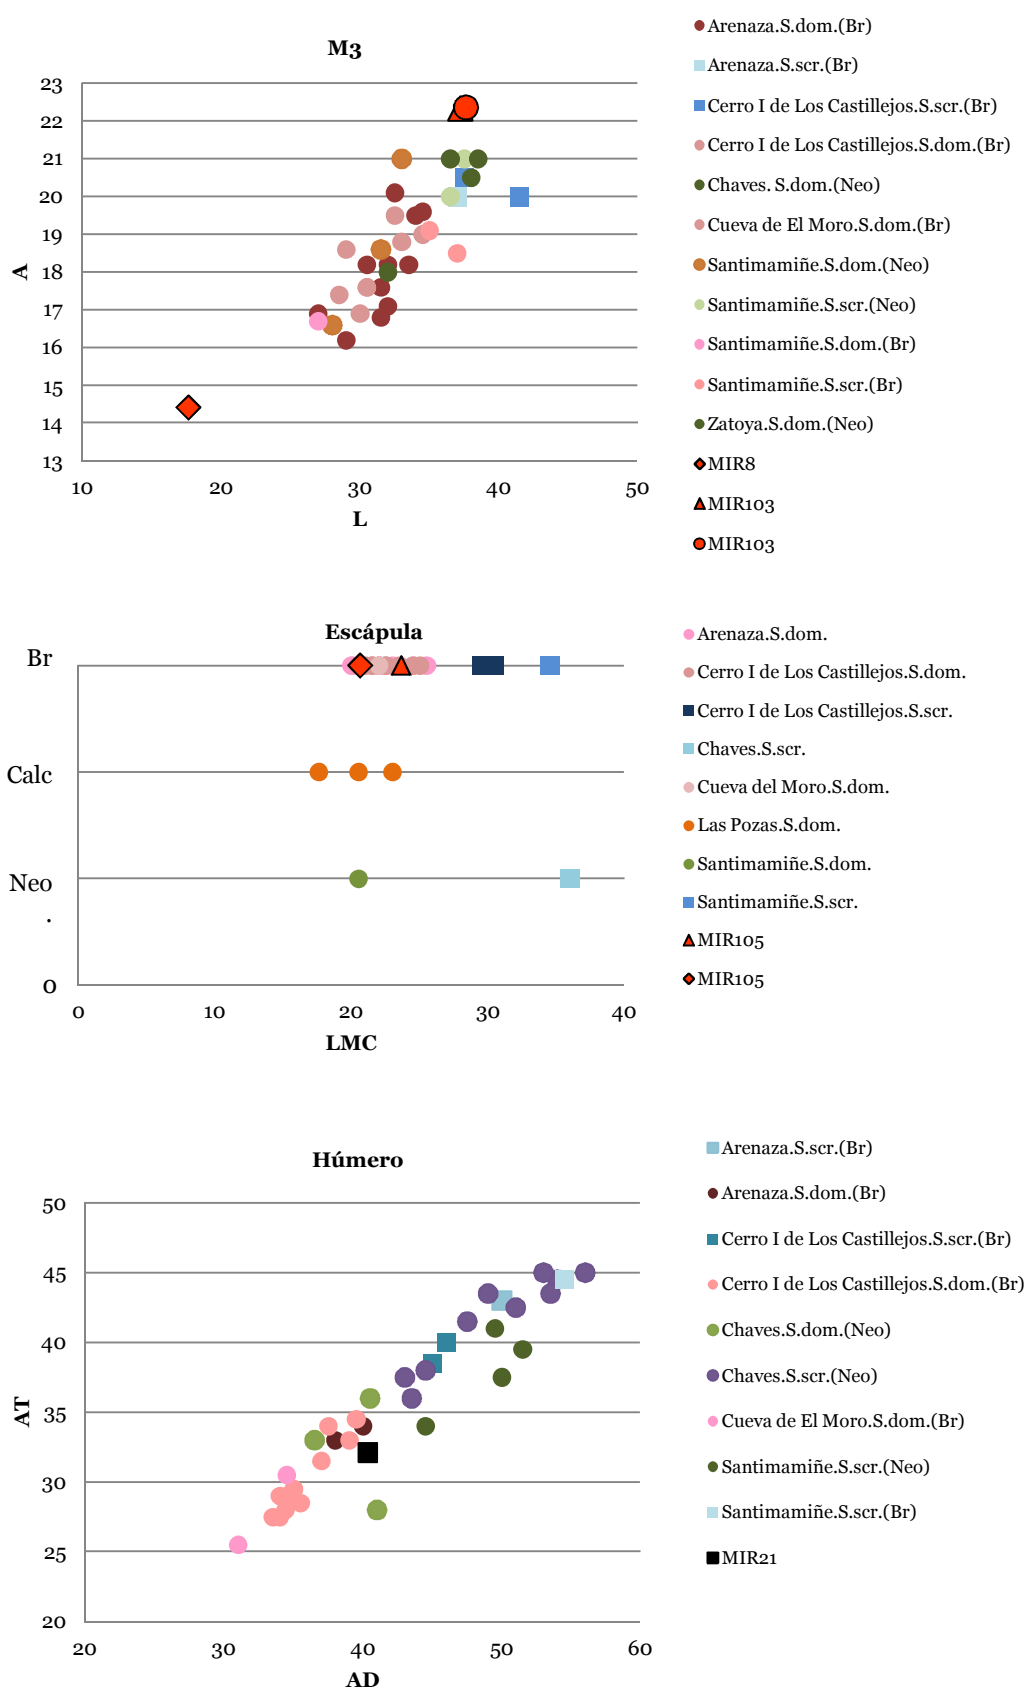 M3
23
22
21
20
19
18
17
16
15
14
13
A
10 20 30 40 50
L
Arenaza.S.dom.(Br)
Arenaza.S.scr.(Br)
Cerro I de Los Castillejos.S.scr.(Br)
Cerro I de Los Castillejos.S.dom.(Br)
Chaves. S.dom.(Neo)
Cueva de El Moro.S.dom.(Br)
Santimamiñe.S.dom.(Neo)
Santimamiñe.S.scr.(Neo)
Santimamiñe.S.dom.(Br)
Santimamiñe.S.scr.(Br)
Zatoya.S.dom.(Neo)
MIR8
MIR103
MIR103
Escápula
Br
Calc
Neo
.
0
0 10 20 30 40
LMC
Arenaza.S.dom.
Cerro I de Los Castillejos.S.dom.
Cerro I de Los Castillejos.S.scr.
Chaves.S.scr.
Cueva del Moro.S.dom.
Las Pozas.S.dom.
Santimamiñe.S.dom.
Santimamiñe.S.scr.
MIR105
MIR105
Húmero
50
45
40
35
30
25
20
AT
20 30 40 50 60
AD
Arenaza.S.scr.(Br)
Arenaza.S.dom.(Br)
Cerro I de Los Castillejos.S.scr.(Br)
Cerro I de Los Castillejos.S.dom.(Br)
Chaves.S.dom.(Neo)
Chaves.S.scr.(Neo)
Cueva de El Moro.S.dom.(Br)
Santimamiñe.S.scr.(Neo)
Santimamiñe.S.scr.(Br)
MIR21